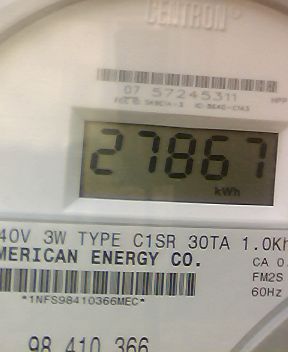 CENTRON®
07 57245311
27867
kWh
40V 3W TYPE C1SR 30TA 1.0Kh
MERICAN ENERGY CO.
CA 0.
FM2S
60Hz
*1NFS98410366MEC*
98 410 366